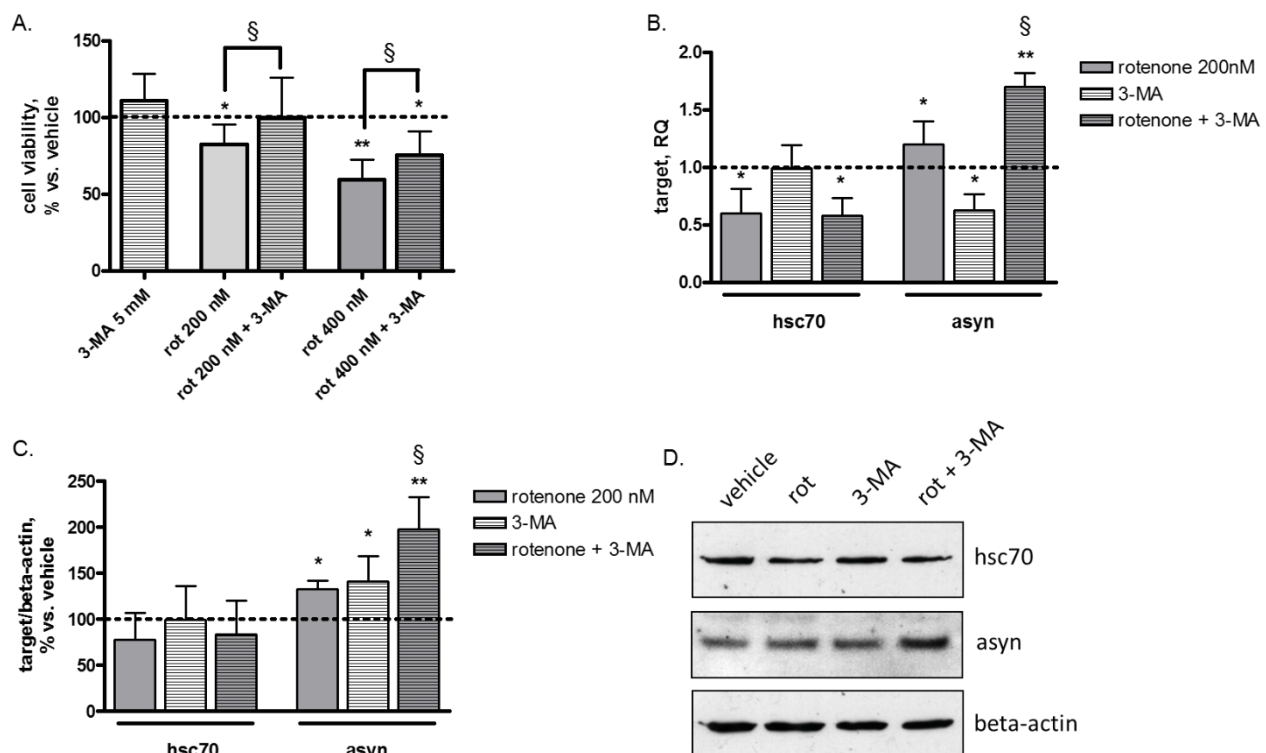 A.
cell viability,
% vs. vehicle
150
100
50
0
§
§
*
**
*
3-MA 5 mM
rot 200 nM
rot 200 nM + 3-MA
rot 400 nM
rot 400 nM + 3-MA
B.
target, RQ
2.0
1.5
1.0
0.5
0.0
*
*
*
*
§
**
hsc70
asyn
rotenone 200nM
3-MA
rotenone + 3-MA
C.
target/beta-actin,
% vs. vehicle
250
200
150
100
50
0
*
*
§
**
hsc70
asyn
rotenone 200 nM
3-MA
rotenone + 3-MA
D.
vehicle
rot
3-MA
rot + 3-MA
hsc70
asyn
beta-actin